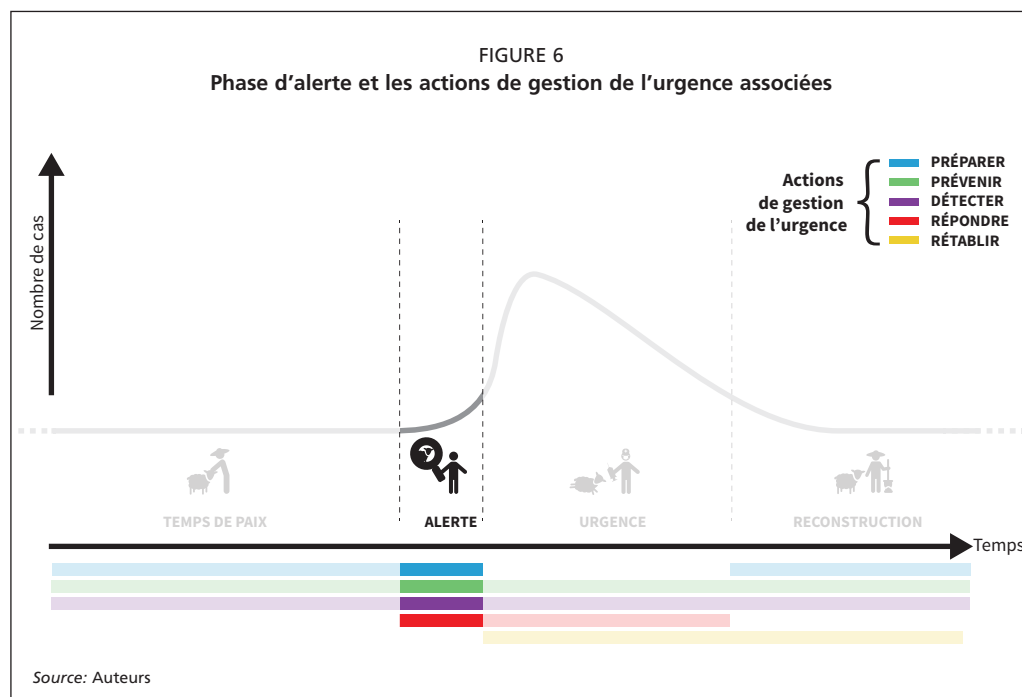 FIGURE 6
Phase d’alerte et les actions de gestion de l’urgence associées
Nombre de cas
Actions
de gestion
de l’urgence
PRÉPARER
PRÉVENIR
DÉTECTER
RÉPONDRE
RÉTABLIR
TEMPS DE PAIX
ALERTE
URGENCE
RECONSTRUCTION
Temps
Source: Auteurs